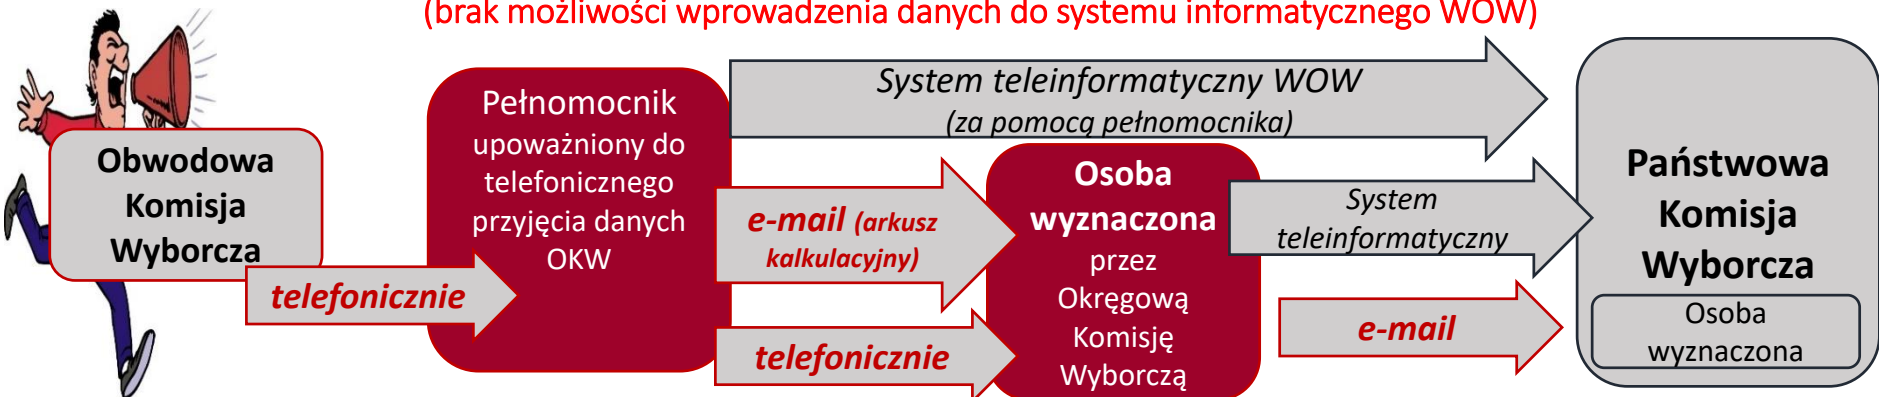 (brak możliwości wprowadzenia danych do systemu informatycznego WOW)
Obwodowa
Komisja
Wyborcza
telefonicznie
Pełnomocnik
upoważniony do
telefonicznego
przyjęcia danych
OKW
System teleinformatyczny WOW
(za pomocą pełnomocnika)
e-mail (arkusz
kalkulacyjny)
telefonicznie
Osoba
wyznaczona
przez
Okręgową
Komisję
Wyborczą
System
teleinformatyczny
e-mail
Państwowa
Komisja
Wyborcza
Osoba
wyznaczona